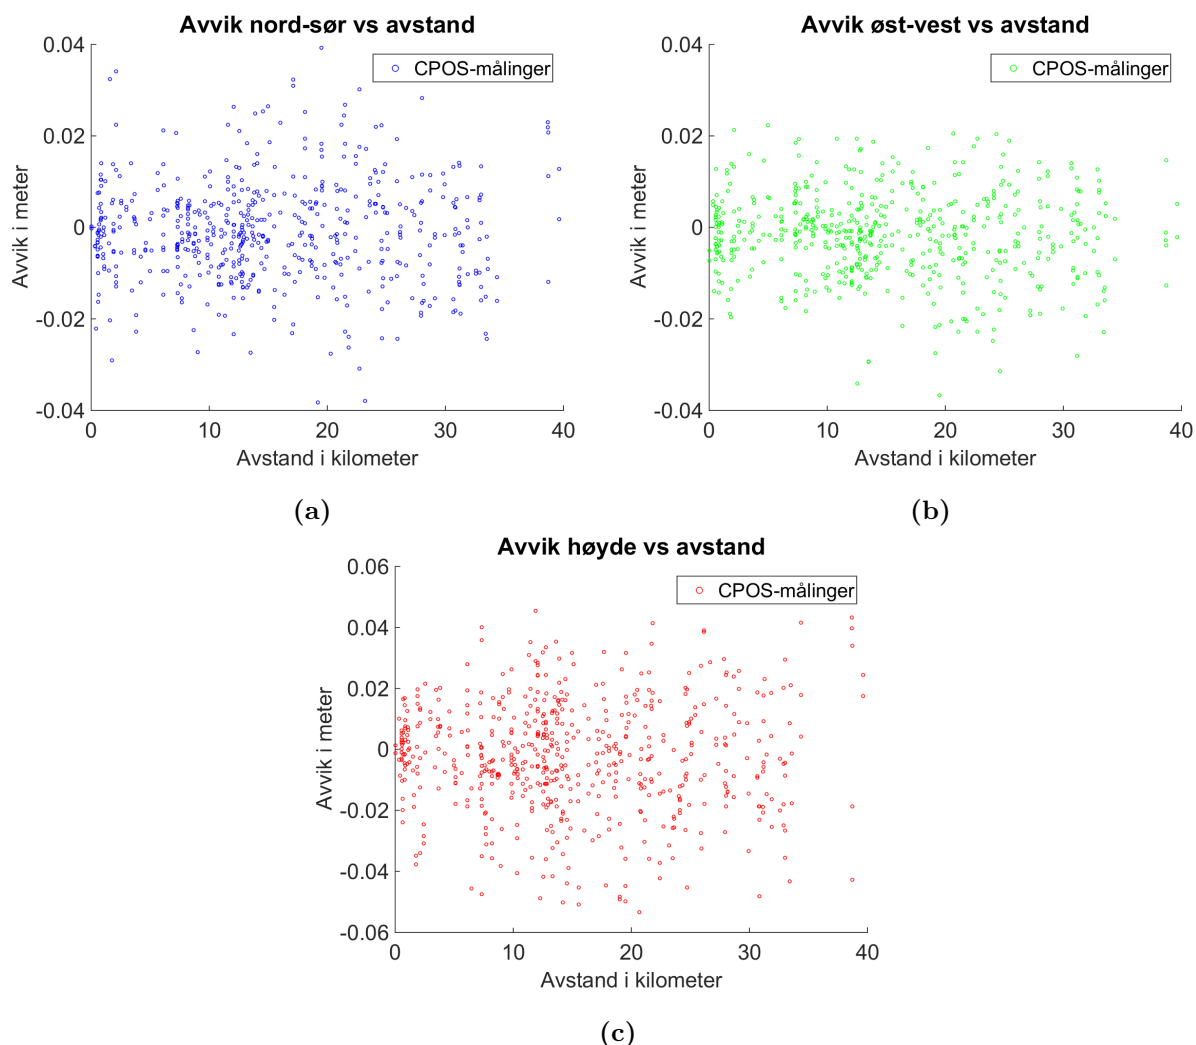 Avvik nord-sør vs avstand
CPOS-målinger
0.04
0.02
0
-0.02
-0.04
Avvik i meter
0 10 20 30 40
Avstand i kilometer
(a)
Avvik øst-vest vs avstand
CPOS-målinger
0.04
0.02
0
-0.02
-0.04
Avvik i meter
0 10 20 30 40
Avstand i kilometer
(b)
Avvik høyde vs avstand
CPOS-målinger
0.06
0.04
0.02
0
-0.02
-0.04
-0.06
Avvik i meter
0 10 20 30 40
Avstand i kilometer
(c)